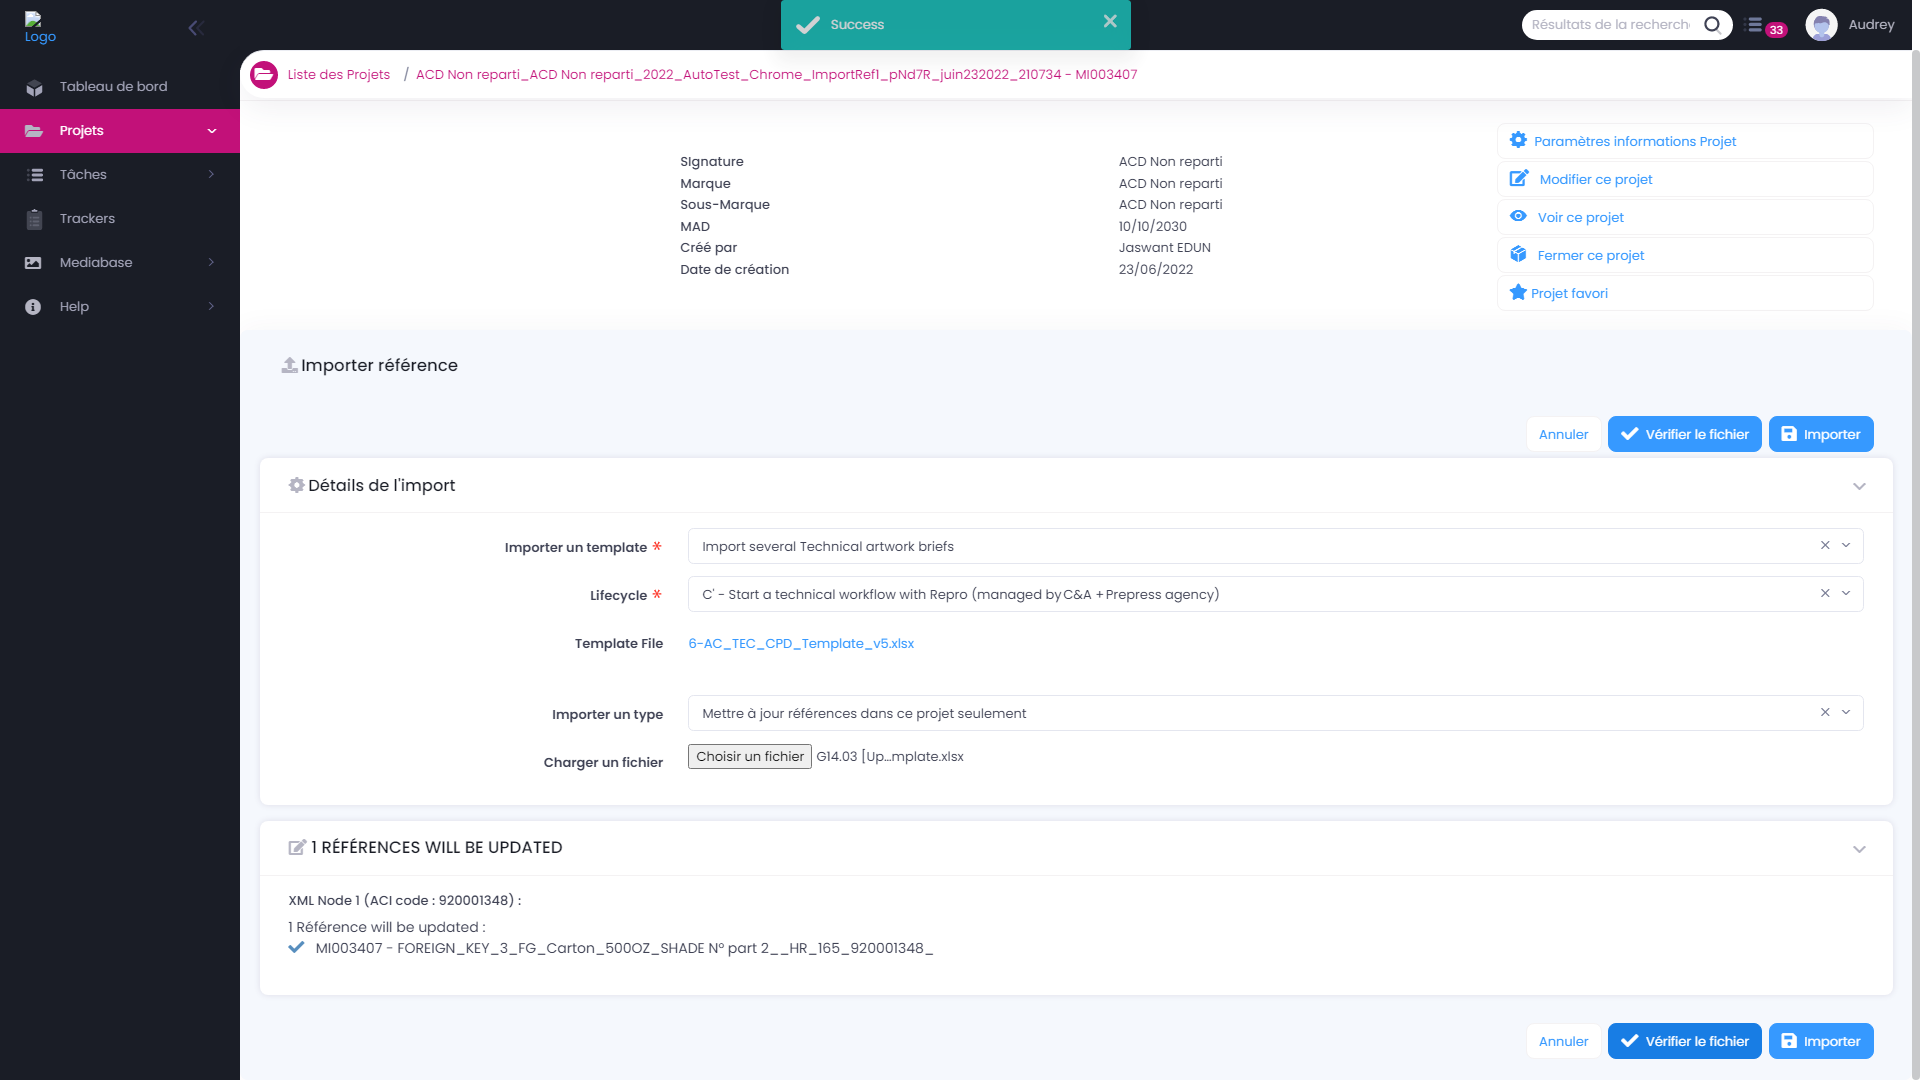 Logo
Success
33
Audrey
Résultats de la recherch
Liste des Projets / ACD Non reparti_ACD Non reparti_2022_AutoTest_Chrome_ImportRef1_pNd7R_juin232022_210734 - MI003407
Tableau de bord
Projets
Tâches
Trackers
Mediabase
Help
SIgnature ACD Non reparti
Marque ACD Non reparti
Sous-Marque ACD Non reparti
MAD 10/10/2030
Créé par Jaswant EDUN
Date de création 23/06/2022
Paramètres informations Projet
Modifier ce projet
Voir ce projet
Fermer ce projet
Projet favori
Importer référence
Annuler Vérifier le fichier Importer
Détails de l'import
Importer un template * Import several Technical artwork briefs
Lifecycle * C' - Start a technical workflow with Repro (managed by C&A + Prepress agency)
Template File 6-AC_TEC_CPD_Template_v5.xlsx
Importer un type Mettre à jour références dans ce projet seulement
Charger un fichier Choisir un fichier G14.03 [Up...mplate.xlsx
1 RÉFÉRENCES WILL BE UPDATED
XML Node 1 (ACI code : 920001348) :
1 Référence will be updated :
MI003407 - FOREIGN_KEY_3_FG_Carton_500OZ_SHADE N° part 2__HR_165_920001348_
Annuler Vérifier le fichier Importer